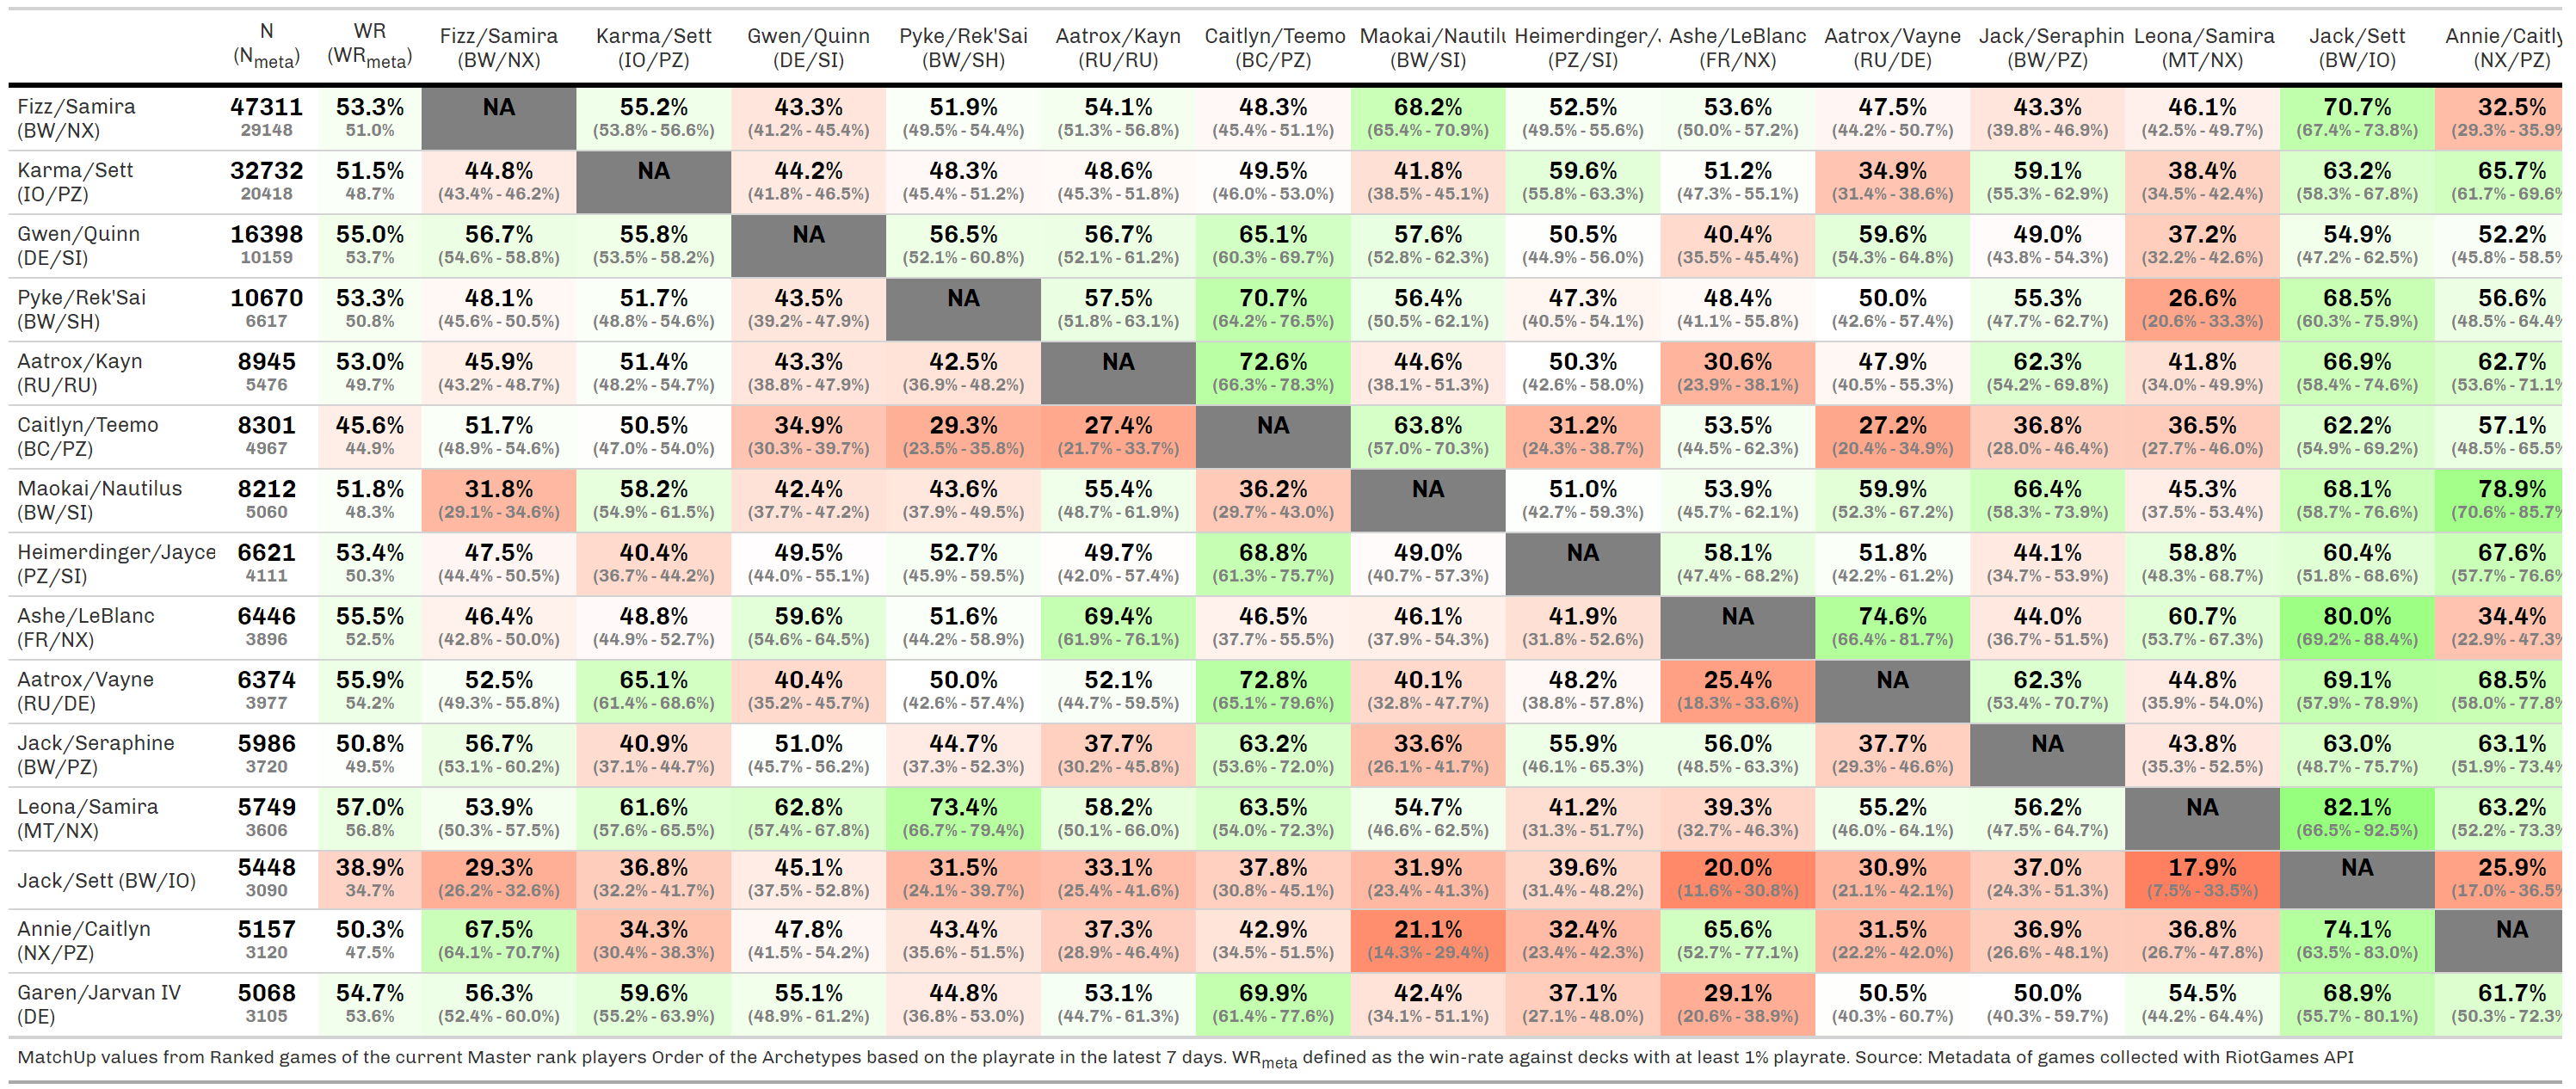 N WR Fizz/Samira Karma/Sett Gwen/Quinn Pyke/Rek'Sai Aatrox/Kayn Caitlyn/Teemo Maokai/Nautilu Heimerdinger/ Ashe/LeBlanc Aatrox/Vayne Jack/Seraphin Leona/Samira Jack/Sett Annie/Caitly
(Nmeta) (WRmeta) (BW/NX) (IO/PZ) (DE/SI) (BW/SH) (RU/RU) (BC/PZ) (BW/SI) (PZ/SI) (FR/NX) (RU/DE) (BW/PZ) (MT/NX) (BW/IO) (NX/PZ)
Fizz/Samira 47311 53.3% NA 55.2% 43.3% 51.9% 54.1% 48.3% 68.2% 52.5% 53.6% 47.5% 43.3% 46.1% 70.7% 32.5%
(BW/NX) 29148 51.0% (53.8% - 56.6%) (41.2% - 45.4%) (49.5% - 54.4%) (51.3% - 56.8%) (45.4% - 51.1%) (65.4% - 70.9%) (49.5% - 55.6%) (50.0% - 57.2%) (44.2% - 50.7%) (39.8% - 46.9%) (42.5% - 49.7%) (67.4% - 73.8%) (29.3% - 35.9%
Karma/Sett 32732 51.5% 44.8% NA 44.2% 48.3% 48.6% 49.5% 41.8% 59.6% 51.2% 34.9% 59.1% 38.4% 63.2% 65.7%
(IO/PZ) 20418 48.7% (43.4% - 46.2%) (41.8% - 46.5%) (45.4% - 51.2%) (45.3% - 51.8%) (46.0% - 53.0%) (38.5% - 45.1%) (55.8% - 63.3%) (47.3% - 55.1%) (31.4% - 38.6%) (55.3% - 62.9%) (34.5% - 42.4%) (58.3% - 67.8%) (61.7% - 69.6%
Gwen/Quinn 16398 55.0% 56.7% 55.8% NA 56.5% 56.7% 65.1% 57.6% 50.5% 40.4% 59.6% 49.0% 37.2% 54.9% 52.2%
(DE/SI) 10159 53.7% (54.6% - 58.8%) (53.5% - 58.2%) (52.1% - 60.8%) (52.1% - 61.2%) (60.3% - 69.7%) (52.8% - 62.3%) (44.9% - 56.0%) (35.5% - 45.4%) (54.3% - 64.8%) (43.8% - 54.3%) (32.2% - 42.6%) (47.2% - 62.5%) (45.8% - 58.5%
Pyke/Rek'Sai 10670 53.3% 48.1% 51.7% 43.5% NA 57.5% 70.7% 56.4% 47.3% 48.4% 50.0% 55.3% 26.6% 68.5% 56.6%
(BW/SH) 6617 50.8% (45.6% - 50.5%) (48.8% - 54.6%) (39.2% - 47.9%) (51.8% - 63.1%) (64.2% - 76.5%) (50.5% - 62.1%) (40.5% - 54.1%) (41.1% - 55.8%) (42.6% - 57.4%) (47.7% - 62.7%) (20.6% - 33.3%) (60.3% - 75.9%) (48.5% - 64.4%
Aatrox/Kayn 8945 53.0% 45.9% 51.4% 43.3% 42.5% NA 72.6% 44.6% 50.3% 30.6% 47.9% 62.3% 41.8% 66.9% 62.7%
(RU/RU) 5476 49.7% (43.2% - 48.7%) (48.2% - 54.7%) (38.8% - 47.9%) (36.9% - 48.2%) (66.3% - 78.3%) (38.1% - 51.3%) (42.6% - 58.0%) (23.9% - 38.1%) (40.5% - 55.3%) (54.2% - 69.8%) (34.0% - 49.9%) (58.4% - 74.6%) (53.6% - 71.1%
Caitlyn/Teemo 8301 45.6% 51.7% 50.5% 34.9% 29.3% 27.4% NA 63.8% 31.2% 53.5% 27.2% 36.8% 36.5% 62.2% 57.1%
(BC/PZ) 4967 44.9% (48.9% - 54.6%) (47.0% - 54.0%) (30.3% - 39.7%) (23.5% - 35.8%) (21.7% - 33.7%) (57.0% - 70.3%) (24.3% - 38.7%) (44.5% - 62.3%) (20.4% - 34.9%) (28.0% - 46.4%) (27.7% - 46.0%) (54.9% - 69.2%) (48.5% - 65.5%
Maokai/Nautilus 8212 51.8% 31.8% 58.2% 42.4% 43.6% 55.4% 36.2% NA 51.0% 53.9% 59.9% 66.4% 45.3% 68.1% 78.9%
(BW/SI) 5060 48.3% (29.1% - 34.6%) (54.9% - 61.5%) (37.7% - 47.2%) (37.9% - 49.5%) (48.7% - 61.9%) (29.7% - 43.0%) (42.7% - 59.3%) (45.7% - 62.1%) (52.3% - 67.2%) (58.3% - 73.9%) (37.5% - 53.4%) (58.7% - 76.6%) (70.6% - 85.7%
Heimerdinger/Jayce 6621 53.4% 47.5% 40.4% 49.5% 52.7% 49.7% 68.8% 49.0% NA 58.1% 51.8% 44.1% 58.8% 60.4% 67.6%
(PZ/SI) 4111 50.3% (44.4% - 50.5%) (36.7% - 44.2%) (44.0% - 55.1%) (45.9% - 59.5%) (42.0% - 57.4%) (61.3% - 75.7%) (40.7% - 57.3%) (47.4% - 68.2%) (42.2% - 61.2%) (34.7% - 53.9%) (48.3% - 68.7%) (51.8% - 68.6%) (57.7% - 76.6%
Ashe/LeBlanc 6446 55.5% 46.4% 48.8% 59.6% 51.6% 69.4% 46.5% 46.1% 41.9% NA 74.6% 44.0% 60.7% 80.0% 34.4%
(FR/NX) 3896 52.5% (42.8% - 50.0%) (44.9% - 52.7%) (54.6% - 64.5%) (44.2% - 58.9%) (61.9% - 76.1%) (37.7% - 55.5%) (37.9% - 54.3%) (31.8% - 52.6%) (66.4% - 81.7%) (36.7% - 51.5%) (53.7% - 67.3%) (69.2% - 88.4%) (22.9% - 47.3%
Aatrox/Vayne 6374 55.9% 52.5% 65.1% 40.4% 50.0% 52.1% 72.8% 40.1% 48.2% 25.4% NA 62.3% 44.8% 69.1% 68.5%
(RU/DE) 3977 54.2% (49.3% - 55.8%) (61.4% - 68.6%) (35.2% - 45.7%) (42.6% - 57.4%) (44.7% - 59.5%) (65.1% - 79.6%) (32.8% - 47.7%) (38.8% - 57.8%) (18.3% - 33.6%) (53.4% - 70.7%) (35.9% - 54.0%) (57.9% - 78.9%) (58.0% - 77.8%
Jack/Seraphine 5986 50.8% 56.7% 40.9% 51.0% 44.7% 37.7% 63.2% 33.6% 55.9% 56.0% 37.7% NA 43.8% 63.0% 63.1%
(BW/PZ) 3720 49.5% (53.1% - 60.2%) (37.1% - 44.7%) (45.7% - 56.2%) (37.3% - 52.3%) (30.2% - 45.8%) (53.6% - 72.0%) (26.1% - 41.7%) (46.1% - 65.3%) (48.5% - 63.3%) (29.3% - 46.6%) (35.3% - 52.5%) (48.7% - 75.7%) (51.9% - 73.4%
Leona/Samira 5749 57.0% 53.9% 61.6% 62.8% 73.4% 58.2% 63.5% 54.7% 41.2% 39.3% 55.2% 56.2% NA 82.1% 63.2%
(MT/NX) 3606 56.8% (50.3% - 57.5%) (57.6% - 65.5%) (57.4% - 67.8%) (66.7% - 79.4%) (50.1% - 66.0%) (54.0% - 72.3%) (46.6% - 62.5%) (31.3% - 51.7%) (32.7% - 46.3%) (46.0% - 64.1%) (47.5% - 64.7%) (66.5% - 92.5%) (52.2% - 73.3%
Jack/Sett (BW/IO) 5448 38.9% 29.3% 36.8% 45.1% 31.5% 33.1% 37.8% 31.9% 39.6% 20.0% 30.9% 37.0% 17.9% NA 25.9%
3090 34.7% (26.2% - 32.6%) (32.2% - 41.7%) (37.5% - 52.8%) (24.1% - 39.7%) (25.4% - 41.6%) (30.8% - 45.1%) (23.4% - 41.3%) (31.4% - 48.2%) (11.6% - 30.8%) (21.1% - 42.1%) (24.3% - 51.3%) (7.5% - 33.5%) (17.0% - 36.5%
Annie/Caitlyn 5157 50.3% 67.5% 34.3% 47.8% 43.4% 37.3% 42.9% 21.1% 32.4% 65.6% 31.5% 36.9% 36.8% 74.1% NA
(NX/PZ) 3120 47.5% (64.1% - 70.7%) (30.4% - 38.3%) (41.5% - 54.2%) (35.6% - 51.5%) (28.9% - 46.4%) (34.5% - 51.5%) (14.3% - 29.4%) (23.4% - 42.3%) (52.7% - 77.1%) (22.2% - 42.0%) (26.6% - 48.1%) (26.7% - 47.8%) (63.5% - 83.0%)
Garen/Jarvan IV 5068 54.7% 56.3% 59.6% 55.1% 44.8% 53.1% 69.9% 42.4% 37.1% 29.1% 50.5% 50.0% 54.5% 68.9% 61.7%
(DE) 3105 53.6% (52.4% - 60.0%) (55.2% - 63.9%) (48.9% - 61.2%) (36.8% - 53.0%) (44.7% - 61.3%) (61.4% - 77.6%) (34.1% - 51.1%) (27.1% - 48.0%) (20.6% - 38.9%) (40.3% - 60.7%) (40.3% - 59.7%) (44.2% - 64.4%) (55.7% - 80.1%) (50.3% - 72.3%
MatchUp values from Ranked games of the current Master rank players Order of the Archetypes based on the playrate in the latest 7 days. WRmeta defined as the win-rate against decks with at least 1% playrate. Source: Metadata of games collected with RiotGames API